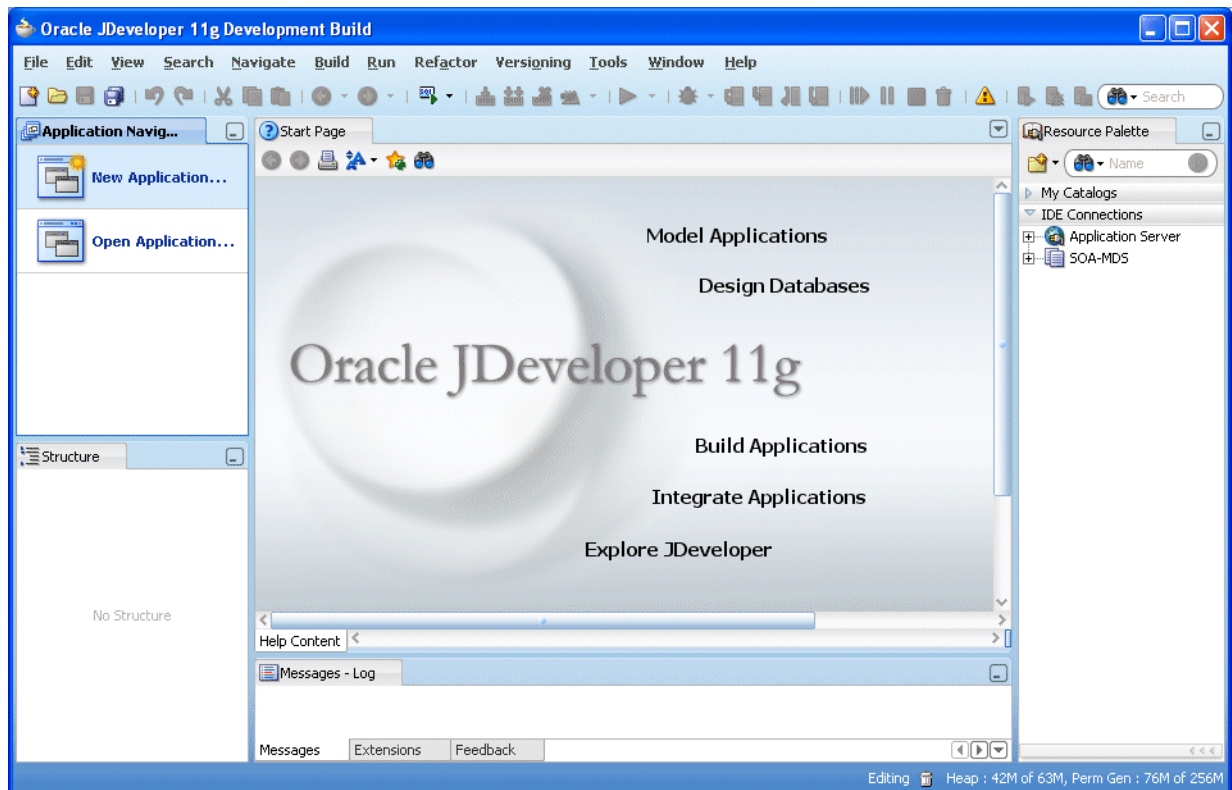 Oracle JDeveloper 11g Development Build
File Edit View Search Navigate Build Run Refactor Versioning Tools Window Help
Search
Application Navig...
New Application...
Open Application...
Structure
No Structure
Start Page
Model Applications
Design Databases
Oracle JDeveloper 11g
Build Applications
Integrate Applications
Explore JDeveloper
Help Content
Messages - Log
Messages Extensions Feedback
Resource Palette
Name
My Catalogs
IDE Connections
Application Server
SOA-MDS
Editing Heap : 42M of 63M, Perm Gen : 76M of 256M